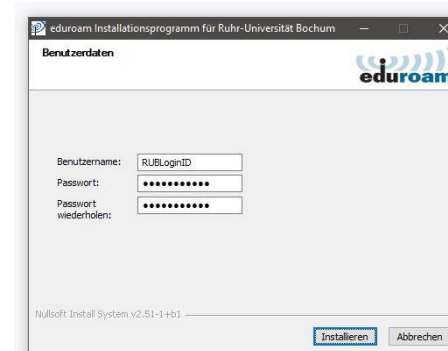 eduroam Installationsprogramm für Ruhr-Universität Bochum
Benutzerdaten
eduroam
Benutzername: RUBLoginID
Passwort: ●●●●●●●●●●●
Passwort
wiederholen: ●●●●●●●●●●●
Nullsoft Install System v2.51-1+b1
Installieren Abbrechen